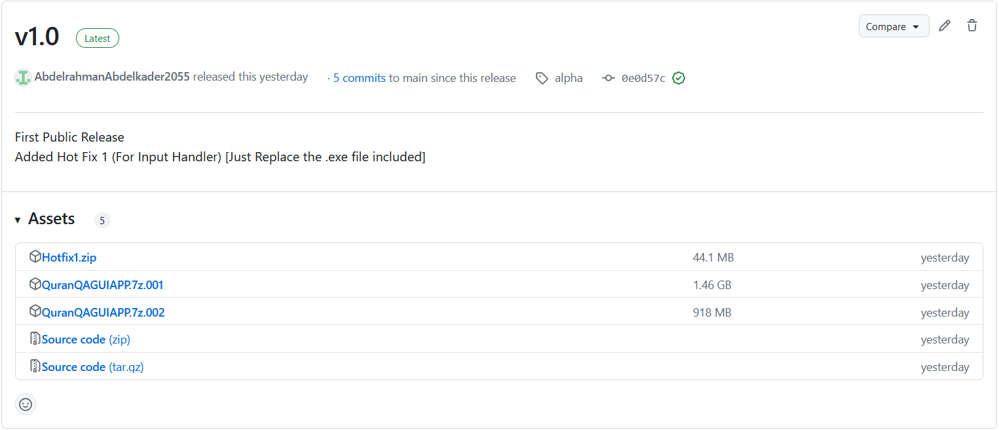 v1.0 Latest Compare
AbdelrahmanAbdelkader2055 released this yesterday · 5 commits to main since this release alpha 0e0d57c
First Public Release
Added Hot Fix 1 (For Input Handler) [Just Replace the .exe file included]
Assets 5
Hotfix1.zip 44.1 MB yesterday
QuranQAGUIAPP.7z.001 1.46 GB yesterday
QuranQAGUIAPP.7z.002 918 MB yesterday
Source code (zip) yesterday
Source code (tar.gz) yesterday